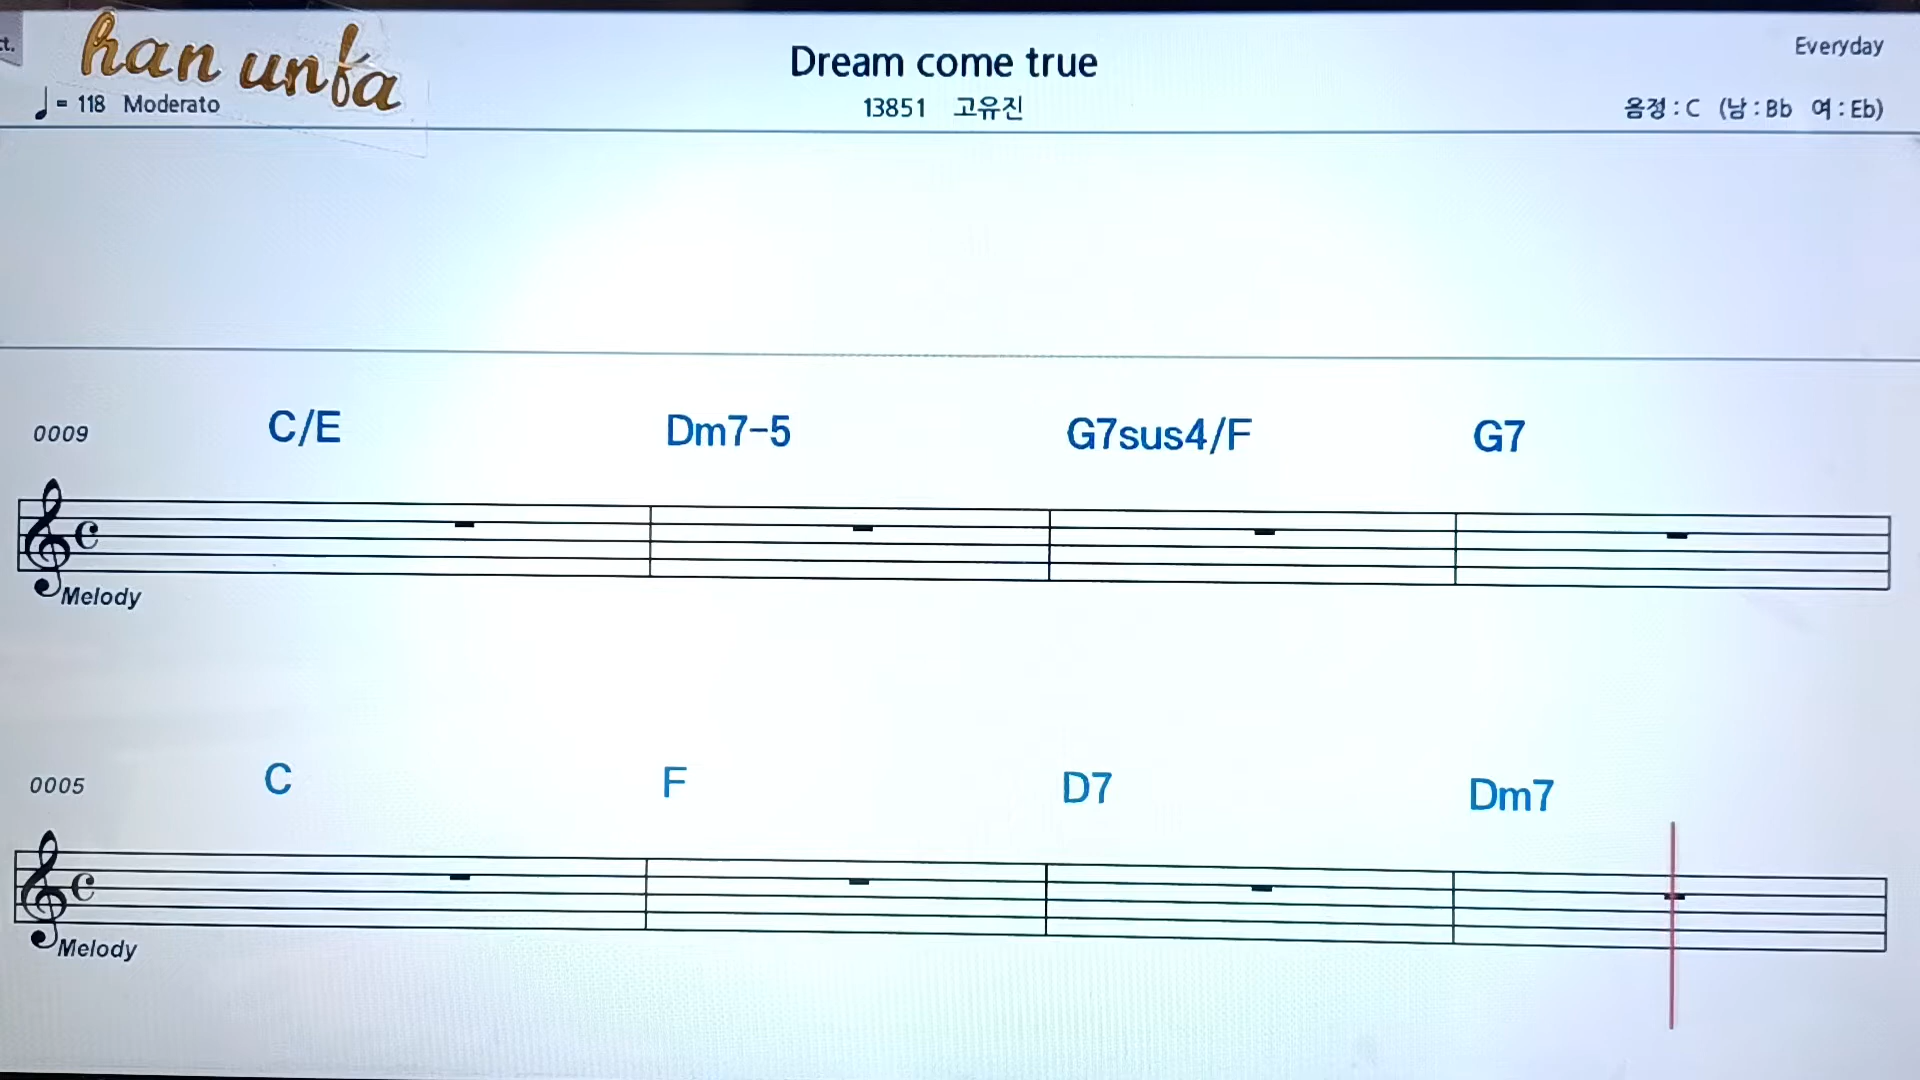 ct.
han unfa
Dream come true
Everyday
= 118 Moderato
13851 고유진
음정 : C (남 : Bb 여 : Eb)
0009 C/E Dm7-5 G7sus4/F G7
Melody
0005 C F D7 Dm7
Melody